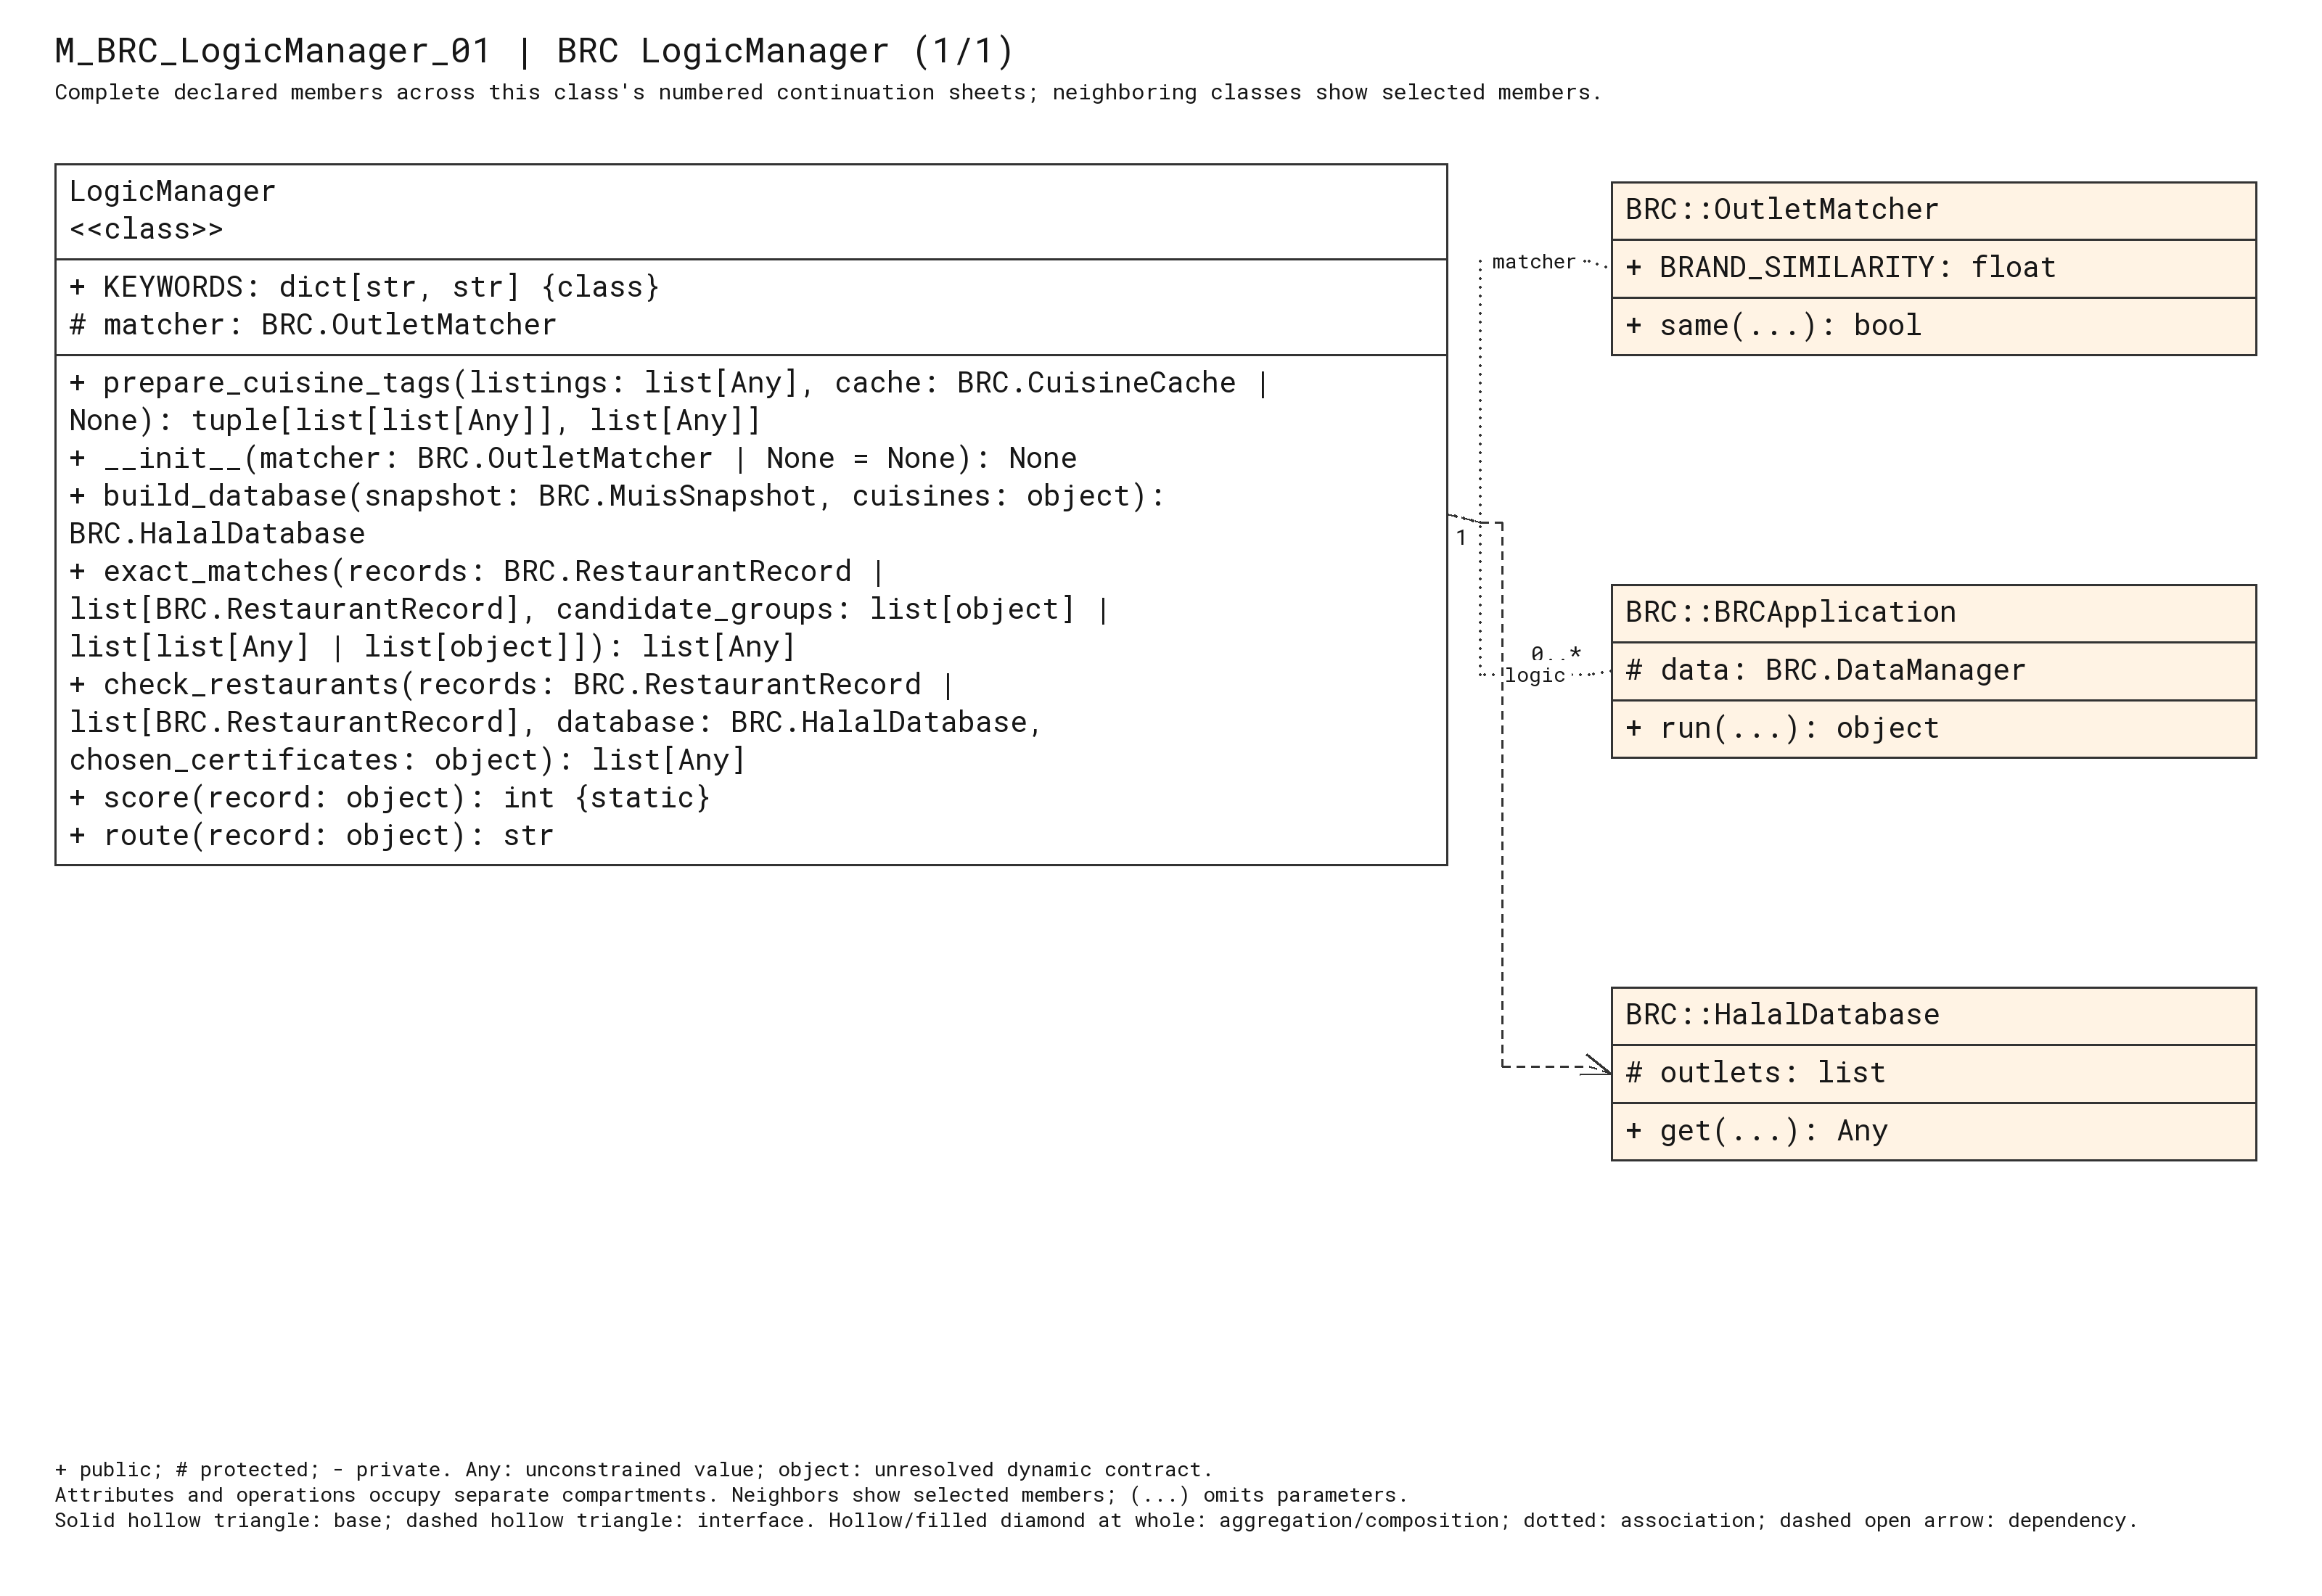 M_BRC_LogicManager_01 | BRC LogicManager (1/1)
Complete declared members across this class's numbered continuation sheets; neighboring classes show selected members.
LogicManager
<<class>>
+ KEYWORDS: dict[str, str] {class}
# matcher: BRC.OutletMatcher
+ prepare_cuisine_tags(listings: list[Any], cache: BRC.CuisineCache |
None): tuple[list[list[Any]], list[Any]]
+ __init__(matcher: BRC.OutletMatcher | None = None): None
+ build_database(snapshot: BRC.MuisSnapshot, cuisines: object):
BRC.HalalDatabase
+ exact_matches(records: BRC.RestaurantRecord |
list[BRC.RestaurantRecord], candidate_groups: list[object] |
list[list[Any] | list[object]]): list[Any]
+ check_restaurants(records: BRC.RestaurantRecord |
list[BRC.RestaurantRecord], database: BRC.HalalDatabase,
chosen_certificates: object): list[Any]
+ score(record: object): int {static}
+ route(record: object): str
matcher
1
0..*
logic
BRC::OutletMatcher
+ BRAND_SIMILARITY: float
+ same(...): bool
BRC::BRCApplication
# data: BRC.DataManager
+ run(...): object
BRC::HalalDatabase
# outlets: list
+ get(...): Any
+ public; # protected; - private. Any: unconstrained value; object: unresolved dynamic contract.
Attributes and operations occupy separate compartments. Neighbors show selected members; (...) omits parameters.
Solid hollow triangle: base; dashed hollow triangle: interface. Hollow/filled diamond at whole: aggregation/composition; dotted: association; dashed open arrow: dependency.